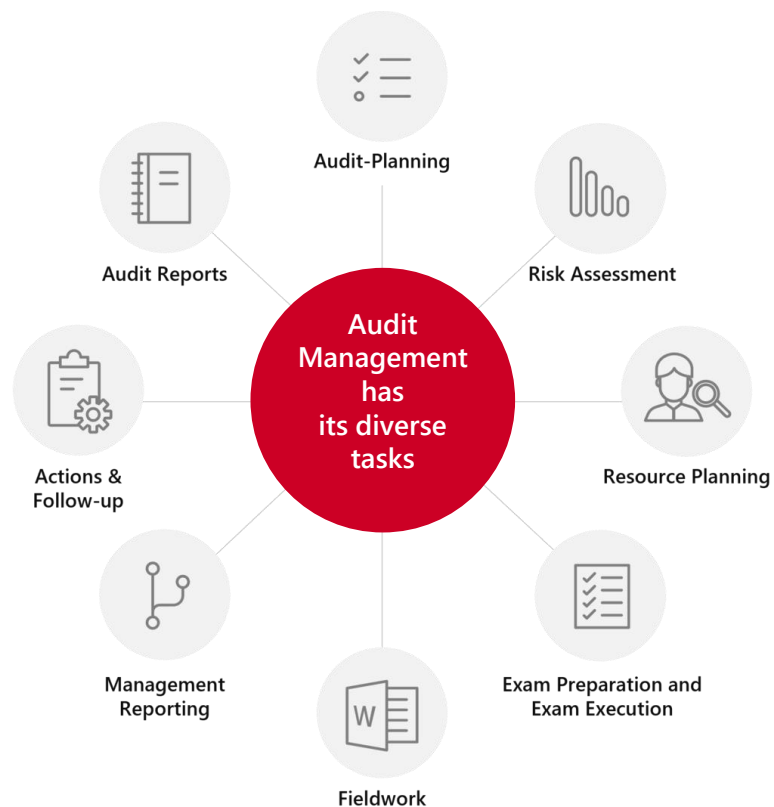 Audit-Planning
Audit Reports
Risk Assessment
Audit
Management
has
its diverse
tasks
Actions &
Follow-up
Resource Planning
Management
Reporting
Exam Preparation and
Exam Execution
W
Fieldwork